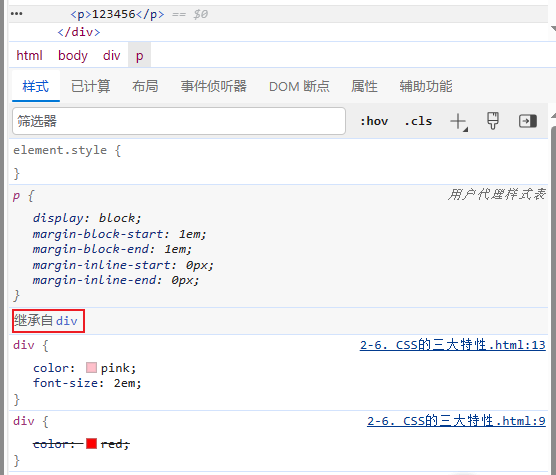 ••• <p>123456</p> == $0
</div>
html body div p
样式 已计算 布局 事件侦听器 DOM 断点 属性 辅助功能
筛选器 :hov .cls
element.style {
}
p { 用户代理样式表
display: block;
margin-block-start: 1em;
margin-block-end: 1em;
margin-inline-start: 0px;
margin-inline-end: 0px;
}
继承自 div
div { 2-6. CSS的三大特性.html:13
color: pink;
font-size: 2em;
}
div { 2-6. CSS的三大特性.html:9
color: red;